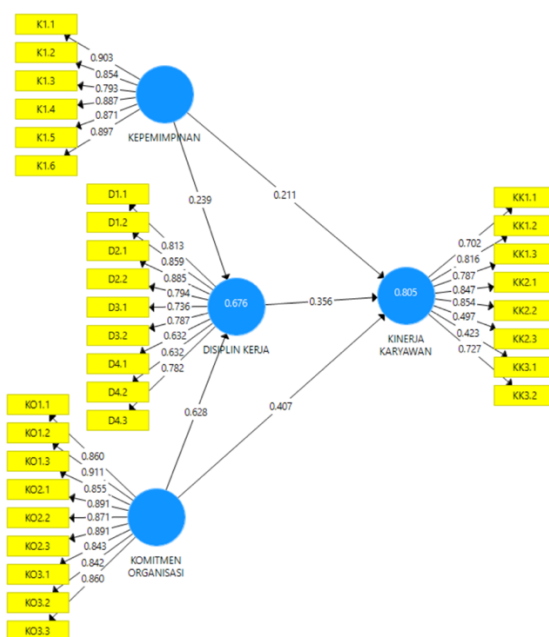 K1.1
K1.2
K1.3
K1.4
K1.5
K1.6
0.903
0.854
0.793
0.887
0.871
0.897
KEPEMIMPINAN
0.239
0.211
D1.1
D1.2
D2.1
D2.2
D3.1
D3.2
D4.1
D4.2
D4.3
0.813
0.859
0.885
0.794
0.736
0.787
0.632
0.632
0.782
0.676
DISIPLIN KERJA
0.356
KK1.1
KK1.2
KK1.3
KK2.1
KK2.2
KK2.3
KK3.1
KK3.2
0.702
0.816
0.787
0.847
0.854
0.497
0.423
0.727
0.805
KINERJA
KARYAWAN
0.628
0.407
KO1.1
KO1.2
KO1.3
KO2.1
KO2.2
KO2.3
KO3.1
KO3.2
KO3.3
0.860
0.911
0.855
0.891
0.871
0.891
0.843
0.842
0.860
KOMITMEN
ORGANISASI